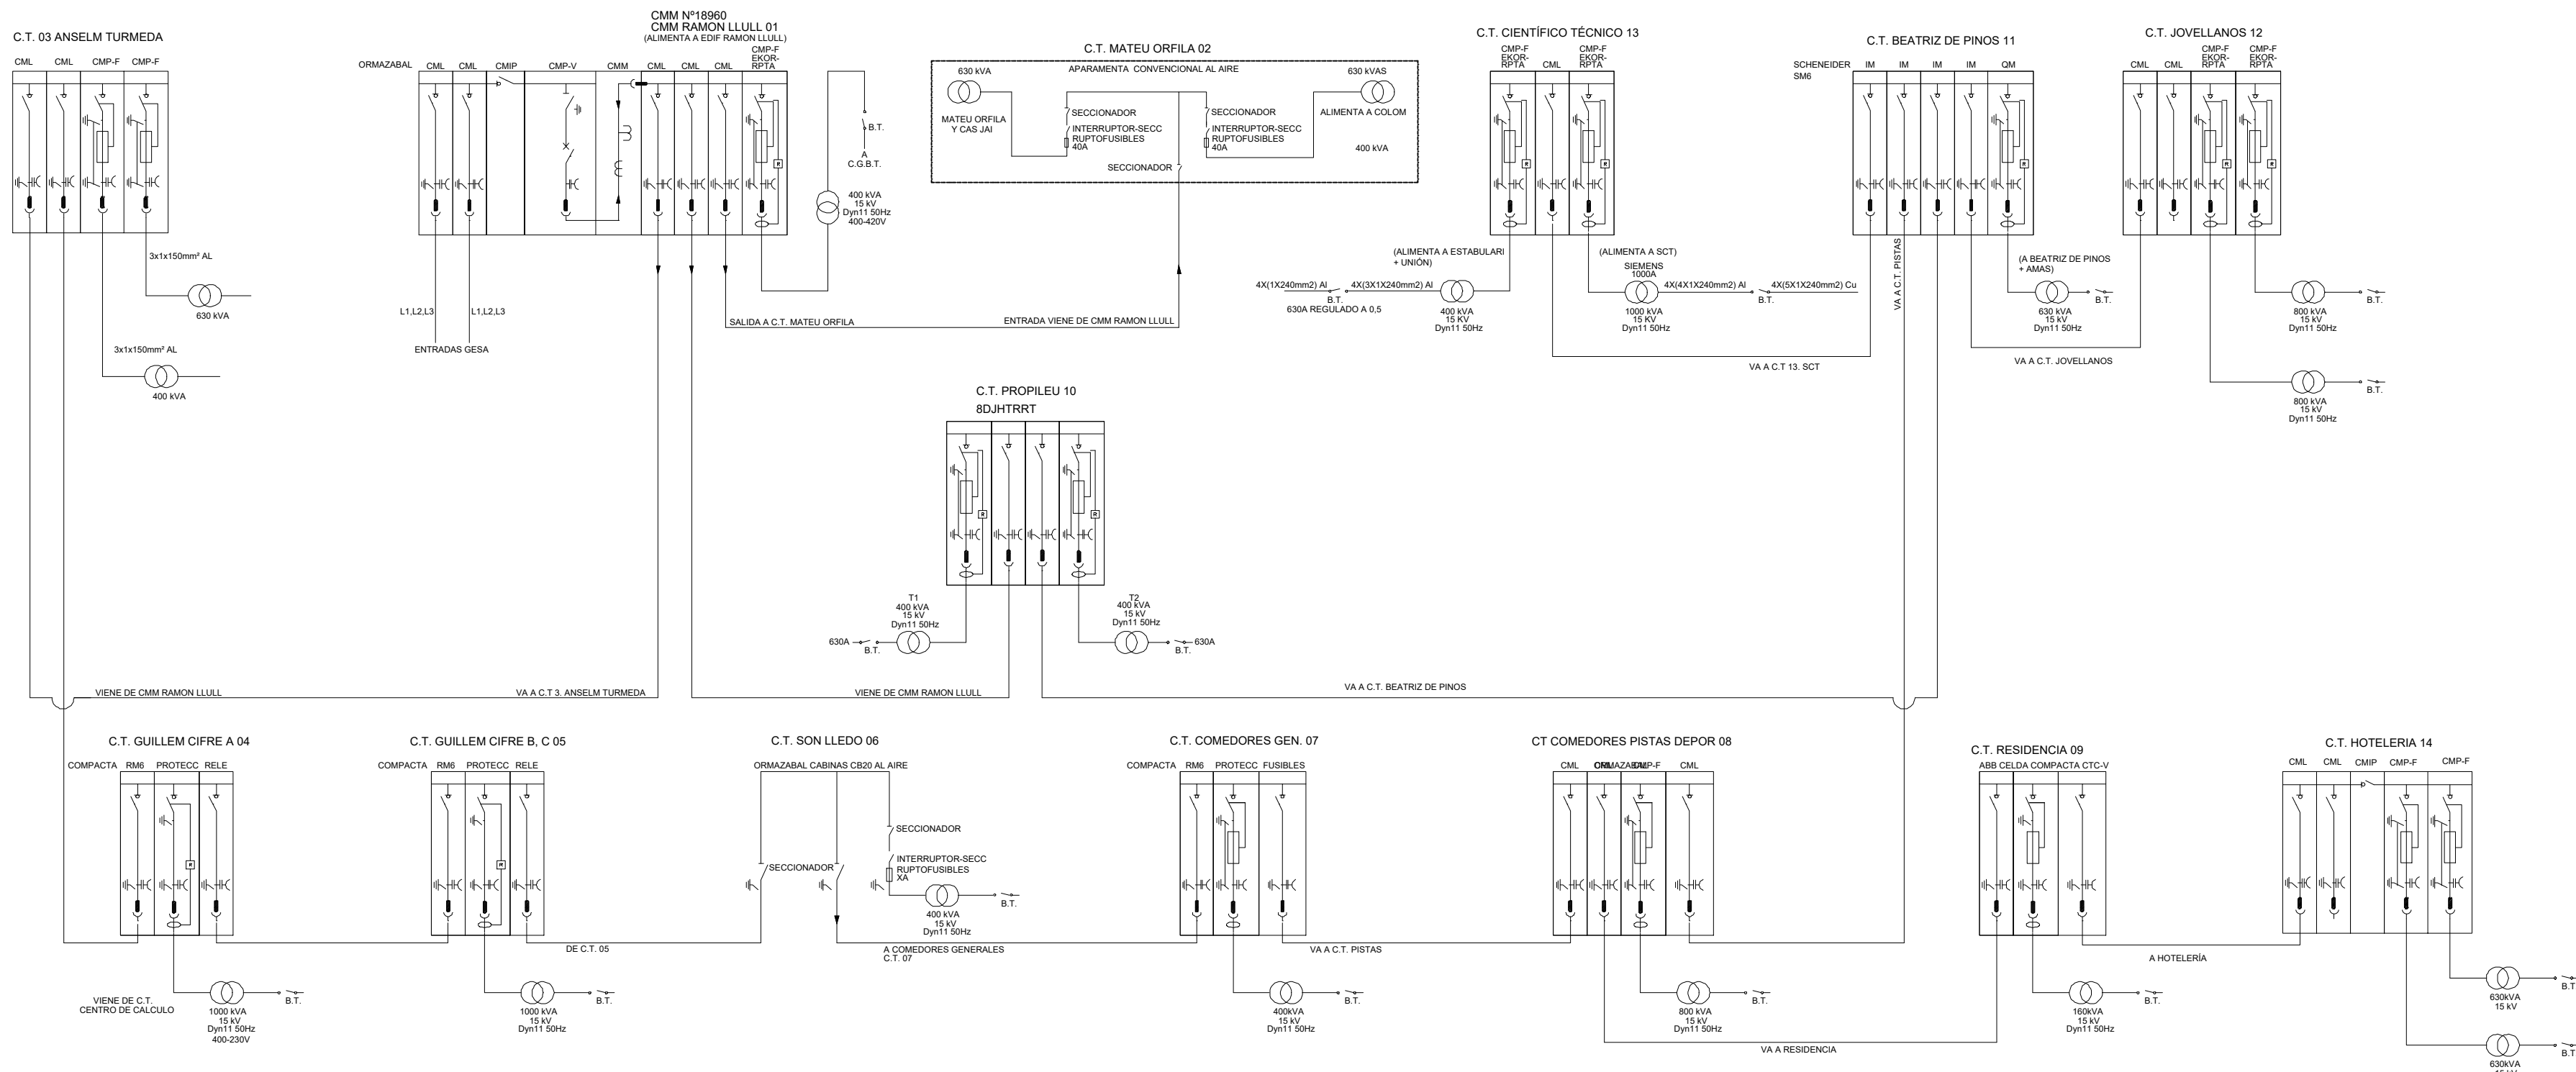 C.T. 03 ANSELM TURMEDA
CML CML CMP-F CMP-F
3x1x150mm² AL
630 kVA
3x1x150mm² AL
400 kVA
CMM Nº18960
CMM RAMON LLULL 01
(ALIMENTA A EDIF RAMON LLULL)
ORMAZABAL CML CML CMIP CMP-V CMM CML CML CML
CMP-F
EKOR-
RPTA
B.T.
A
C.G.B.T.
400 kVA
15 kV
Dyn11 50Hz
400-420V
L1,L2,L3 L1,L2,L3
ENTRADAS GESA
SALIDA A C.T. MATEU ORFILA
ENTRADA VIENE DE CMM RAMON LLULL
C.T. MATEU ORFILA 02
APARAMENTA CONVENCIONAL AL AIRE
630 kVA
MATEU ORFILA
Y CAS JAI
SECCIONADOR
INTERRUPTOR-SECC
RUPTOFUSIBLES
40A
SECCIONADOR
SECCIONADOR
INTERRUPTOR-SECC
RUPTOFUSIBLES
40A
630 kVAS
ALIMENTA A COLOM
400 kVA
C.T. CIENTÍFICO TÉCNICO 13
CMP-F
EKOR-
RPTA
CML
CMP-F
EKOR-
RPTA
R
R
(ALIMENTA A ESTABULARI
+ UNIÓN)
4X(1X240mm2) Al
B.T.
4X(3X1X240mm2) Al
630A REGULADO A 0,5
400 kVA
15 KV
Dyn11 50Hz
(ALIMENTA A SCT)
SIEMENS
1000A
4X(4X1X240mm2) Al
B.T.
4X(5X1X240mm2) Cu
1000 kVA
15 KV
Dyn11 50Hz
VA A C.T 13. SCT
C.T. BEATRIZ DE PINOS 11
SCHENEIDER
SM6
IM IM IM IM QM
R
VA A C.T. PISTAS
(A BEATRIZ DE PINOS
+ AMAS)
B.T.
630 kVA
15 kV
Dyn11 50Hz
VA A C.T. JOVELLANOS
C.T. JOVELLANOS 12
CML CML
CMP-F
EKOR-
RPTA
CMP-F
EKOR-
RPTA
R
R
B.T.
800 kVA
15 kV
Dyn11 50Hz
B.T.
800 kVA
15 kV
Dyn11 50Hz
C.T. PROPILEU 10
8DJHTRRT
R
R
T1
400 kVA
15 kV
Dyn11 50Hz
630A
B.T.
T2
400 kVA
15 kV
Dyn11 50Hz
630A
B.T.
VIENE DE CMM RAMON LLULL
VA A C.T 3. ANSELM TURMEDA
VIENE DE CMM RAMON LLULL
VA A C.T. BEATRIZ DE PINOS
C.T. GUILLEM CIFRE A 04
COMPACTA RM6 PROTECC RELE
R
VIENE DE C.T.
CENTRO DE CALCULO
B.T.
1000 kVA
15 kV
Dyn11 50Hz
400-230V
C.T. GUILLEM CIFRE B, C 05
COMPACTA RM6 PROTECC RELE
R
B.T.
1000 kVA
15 kV
Dyn11 50Hz
DE C.T. 05
C.T. SON LLEDO 06
ORMAZABAL CABINAS CB20 AL AIRE
SECCIONADOR
SECCIONADOR
INTERRUPTOR-SECC
RUPTOFUSIBLES
XA
B.T.
400 kVA
15 kV
Dyn11 50Hz
A COMEDORES GENERALES
C.T. 07
C.T. COMEDORES GEN. 07
COMPACTA RM6 PROTECC FUSIBLES
VA A C.T. PISTAS
B.T.
400kVA
15 kV
Dyn11 50Hz
CT COMEDORES PISTAS DEPOR 08
CML CML ORMAZABAL CMP-F CML
B.T.
800 kVA
15 kV
Dyn11 50Hz
VA A RESIDENCIA
C.T. RESIDENCIA 09
ABB CELDA COMPACTA CTC-V
B.T.
160kVA
15 kV
Dyn11 50Hz
A HOTELERÍA
C.T. HOTELERIA 14
CML CML CMIP CMP-F CMP-F
B.T
630kVA
15 kV
B.T
630kVA